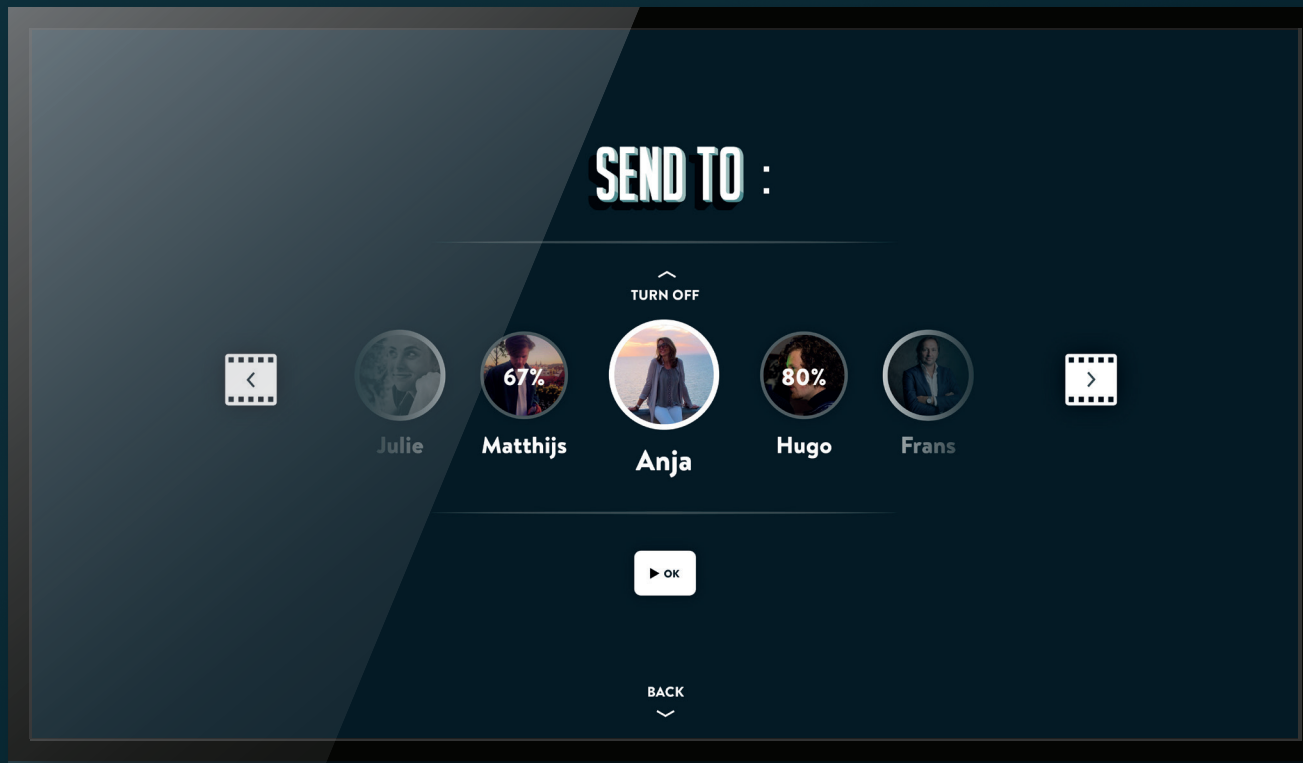 SEND TO :
TURN OFF
67% 80%
Julie Matthijs Anja Hugo Frans
OK
BACK